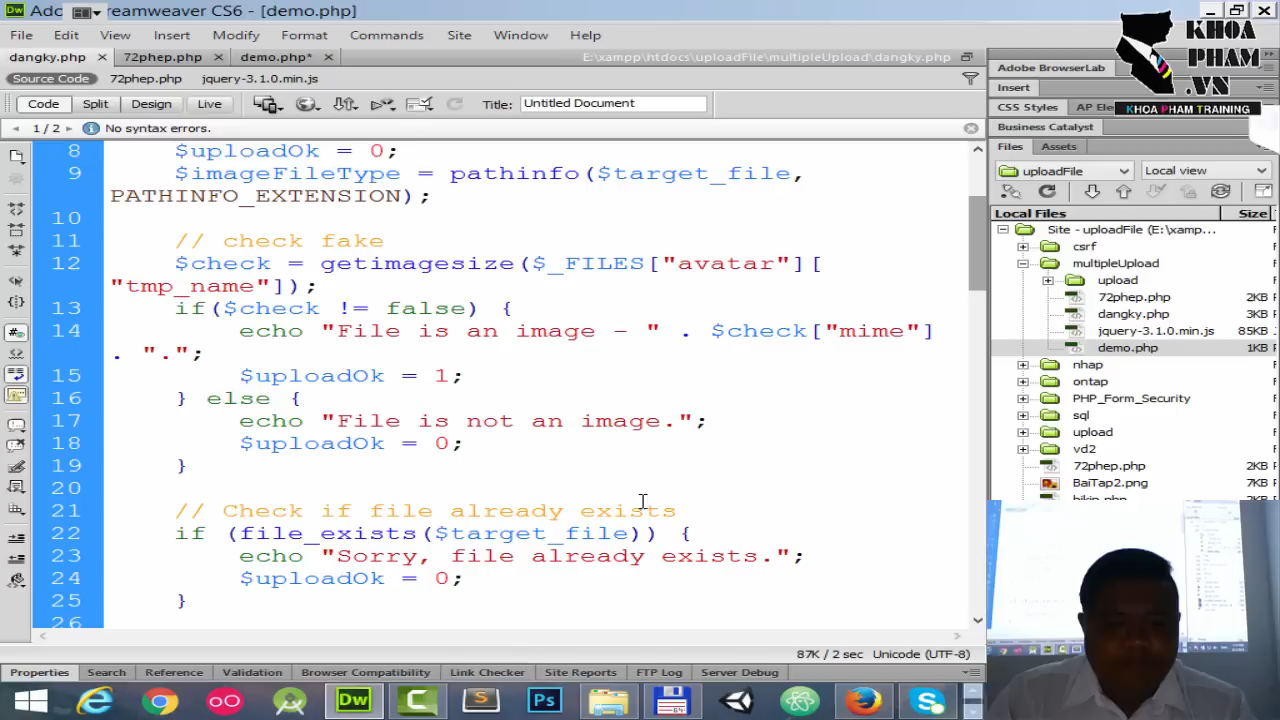 Dw
reamweaver CS6 - [demo.php]
KHOA
PHAM
.VN
KHOA PHAM TRAINING
File Edit View Insert Modify Format Commands Site Window Help
dangky.php 72php.php demo.php* E:\xampp\htdocs\uploadFile\multipleUpload\dangky.php
Source Code 72phep.php jquery-3.1.0.min.js
Code Split Design Live Title: Untitled Document
1 / 2 No syntax errors.
8 $uploadOk = 0;
9 $imageFileType = pathinfo($target_file,
PATHINFO_EXTENSION);
10
11 // check fake
12 $check = getimagesize($_FILES["avatar"][
"tmp_name"]);
13 if($check != false) {
14 echo "File is an image - " . $check["mime"]
. ".";
15 $uploadOk = 1;
16 } else {
17 echo "File is not an image.";
18 $uploadOk = 0;
19 }
20
21 // Check if file already exists
22 if (file_exists($target_file)) {
23 echo "Sorry, file already exists.";
24 $uploadOk = 0;
25 }
26
87K / 2 sec Unicode (UTF-8)
Properties Search Reference Validation Browser Compatibility Link Checker Site Reports FTP Log Server Debug
Adobe BrowserLab
Insert
CSS Styles AP Ele
Business Catalyst
Files Assets
uploadFile Local view
Local Files Size
Site - uploadFile (E:\xamp...
csrf
multipleUpload
upload
72phep.php 2KB
dangky.php 3KB
jquery-3.1.0.min.js 85KB
demo.php 1KB
nhap
ontap
PHP_Form_Security
sql
upload
vd2
72phep.php 2KB
BaiTap2.png 7KB
Dw
Ps